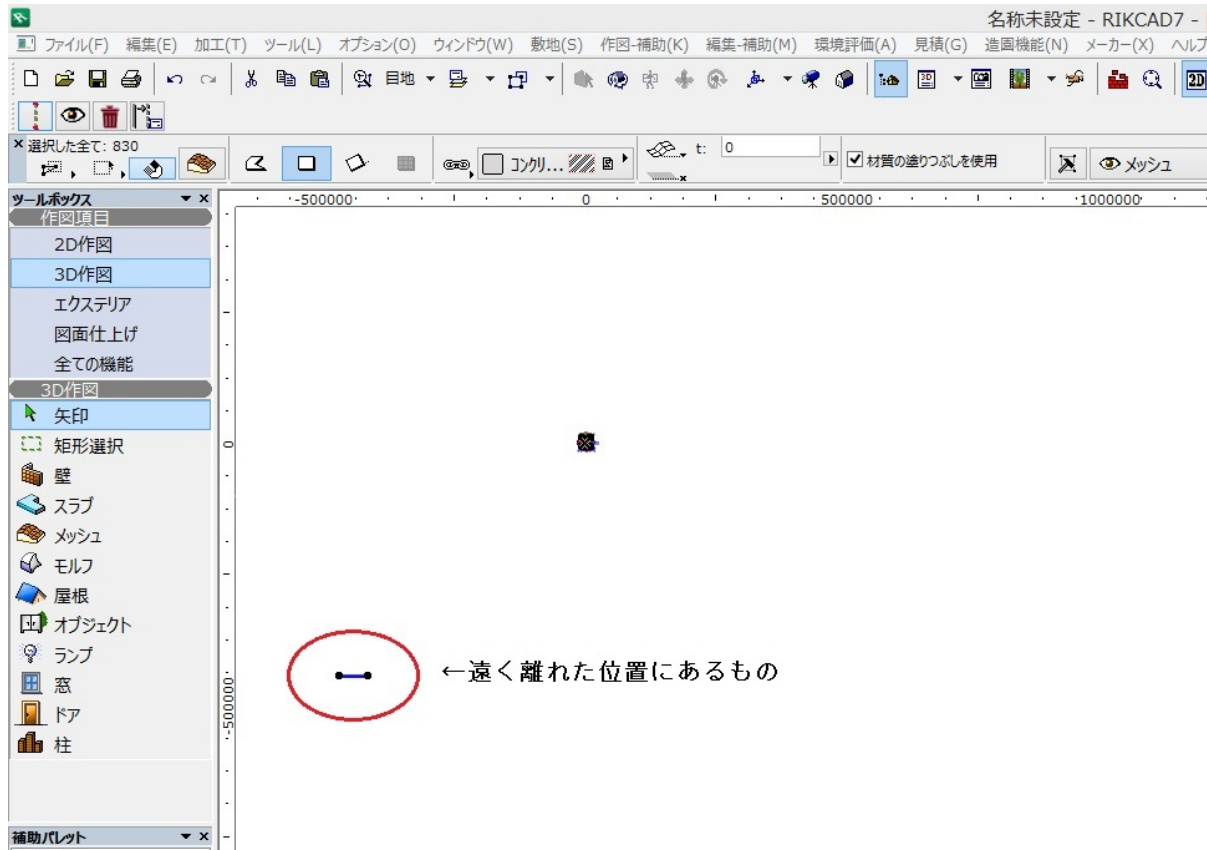 名称未設定 - RIKCAD7 -
ファイル(F) 編集(E) 加工(T) ツール(L) オプション(O) ウィンドウ(W) 敷地(S) 作図-補助(K) 編集-補助(M) 環境評価(A) 見積(G) 造園機能(N) メーカー(X) ヘルプ
目地 3D 2D
選択した全て: 830
コンクリ... t: 0 材質の塗りつぶしを使用 メッシュ
ツールボックス
-500000 0 500000 1000000
作図項目
2D作図
3D作図
エクステリア
図面仕上げ
全ての機能
3D作図
矢印
矩形選択
0
壁
スラブ
メッシュ
モルフ
屋根
オブジェクト
ランプ
←遠く離れた位置にあるもの
窓
-500000
ドア
柱
補助パレット